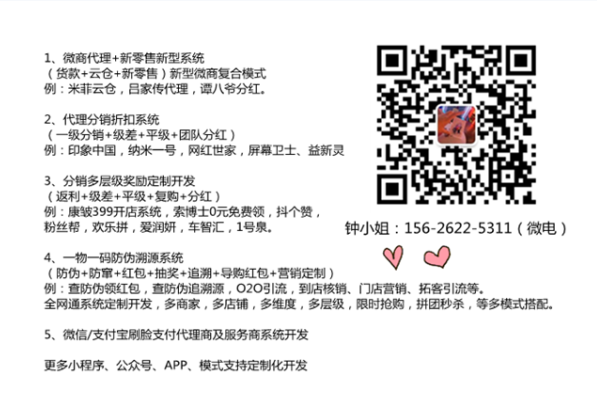 1、微商代理+新零售新型系统
（货款+云仓+新零售）新型微商复合模式
例：米菲云仓，吕家传代理，谭八爷分红。
2、代理分销折扣系统
（一级分销+级差+平级+团队分红）
例：印象中国，纳米一号，网红世家，屏幕卫士、益新灵
3、分销多层级奖励定制开发
（返利+级差+平级+复购+分红）
例：康皱399开店系统，索博士0元免费领，抖个赞，
粉丝帮，欢乐拼，爱润妍，车智汇，1号泉。
钟小姐：156-2622-5311（微电）
4、一物一码防伪溯源系统
（防伪+防窜+红包+抽奖+追溯+导购红包+营销定制）
例：查防伪领红包，查防伪追溯源，O2O引流，到店核销、门店营销、拓客引流等。
全网通系统定制开发，多商家，多店铺，多维度，多层级，限时抢购，拼团秒杀，等多模式搭配。
5、微信/支付宝刷脸支付代理商及服务商系统开发
更多小程序、公众号、APP、模式支持定制化开发